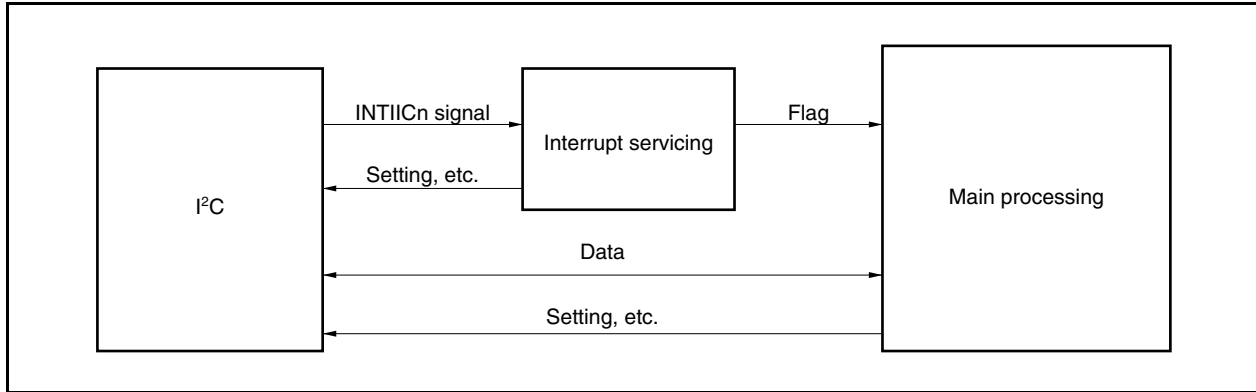 INTIICn signal
Flag
Interrupt servicing
Setting, etc.
I²C
Main processing
Data
Setting, etc.